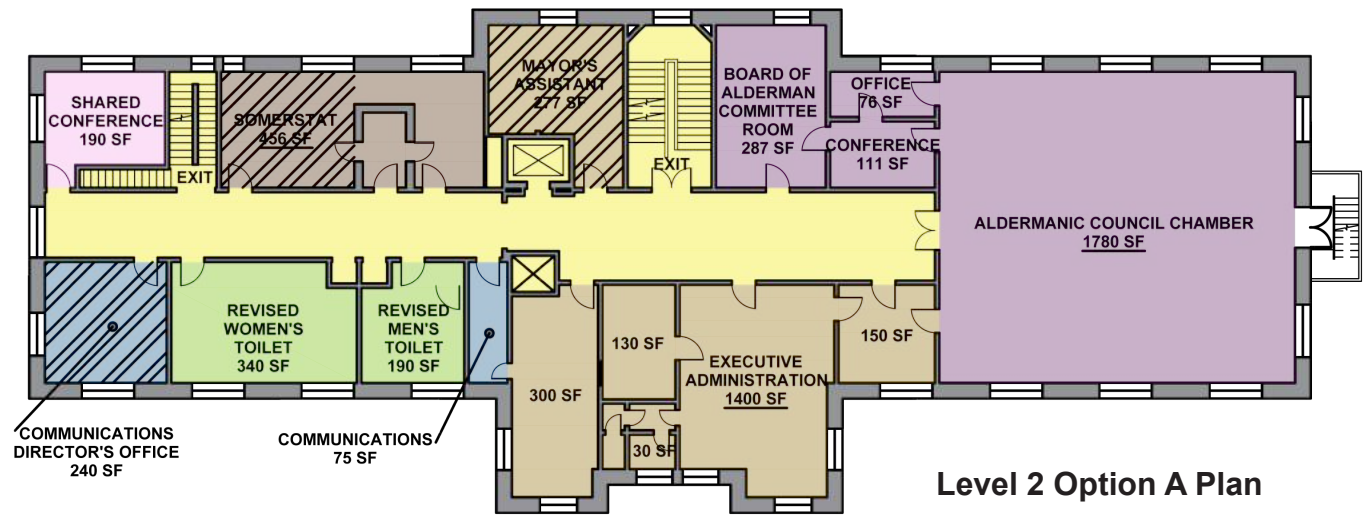 SHARED
CONFERENCE
190 SF
EXIT
SOMERSTAT
456 SF
MAYOR'S
ASSISTANT
277 SF
EXIT
BOARD OF
ALDERMAN
COMMITTEE
ROOM
287 SF
OFFICE
76 SF
CONFERENCE
111 SF
ALDERMANIC COUNCIL CHAMBER
1780 SF
REVISED
WOMEN'S
TOILET
340 SF
REVISED
MEN'S
TOILET
190 SF
300 SF
130 SF
EXECUTIVE
ADMINISTRATION
1400 SF
150 SF
30 SF
COMMUNICATIONS
DIRECTOR'S OFFICE
240 SF
COMMUNICATIONS
75 SF
Level 2 Option A Plan